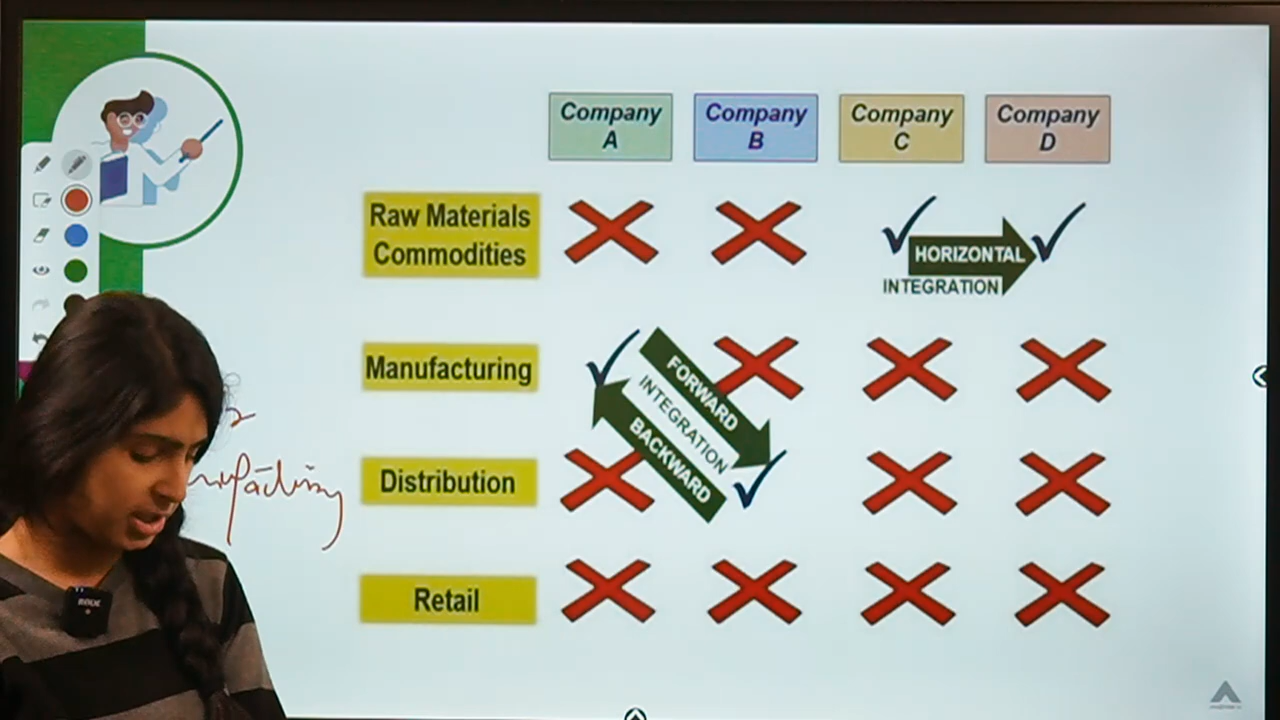 Company A
Company B
Company C
Company D
Raw Materials
Commodities
HORIZONTAL
INTEGRATION
Manufacturing
FORWARD
INTEGRATION
BACKWARD
Distribution
Retail